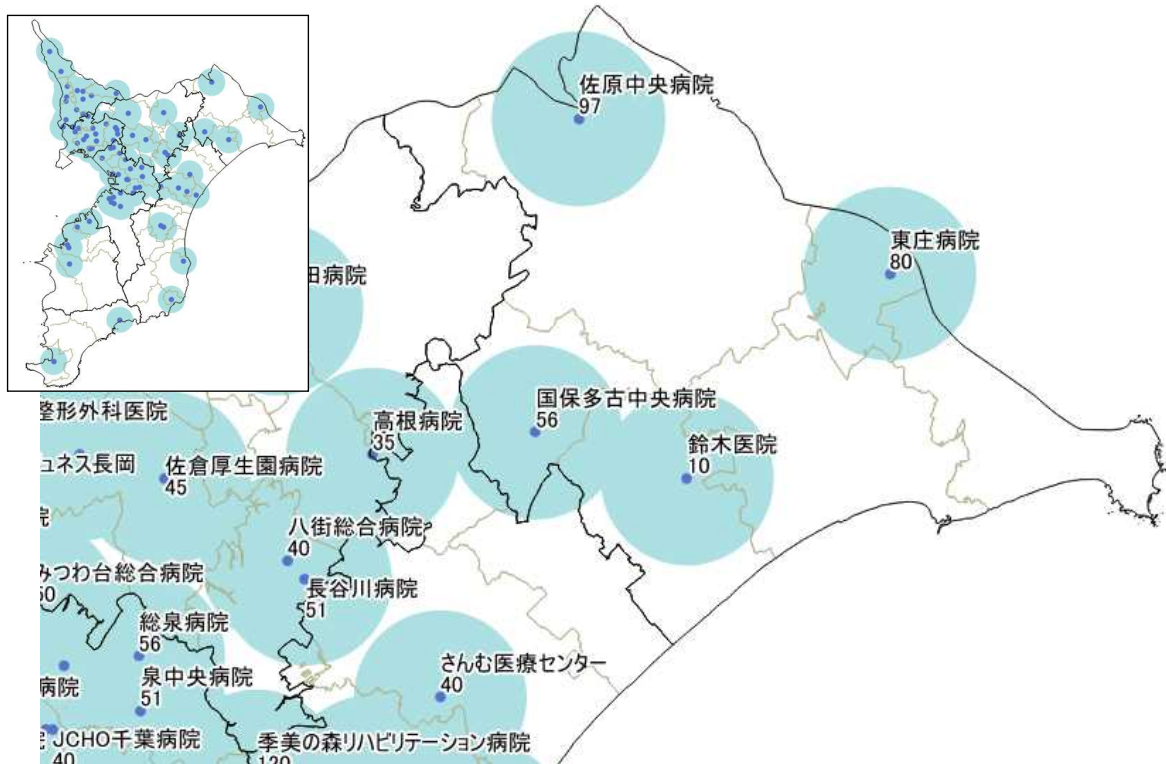 佐原中央病院
97
東庄病院
80
田病院
国保多古中央病院
56
鈴木医院
10
高根病院
35
整形外科医院
ュネス長岡
佐倉厚生園病院
45
院
八街総合病院
40
長谷川病院
51
みつわ台総合病院
50
総泉病院
56
泉中央病院
51
病院
さんむ医療センター
40
JCHO千葉病院
40
季美の森リハビリテーション病院
120